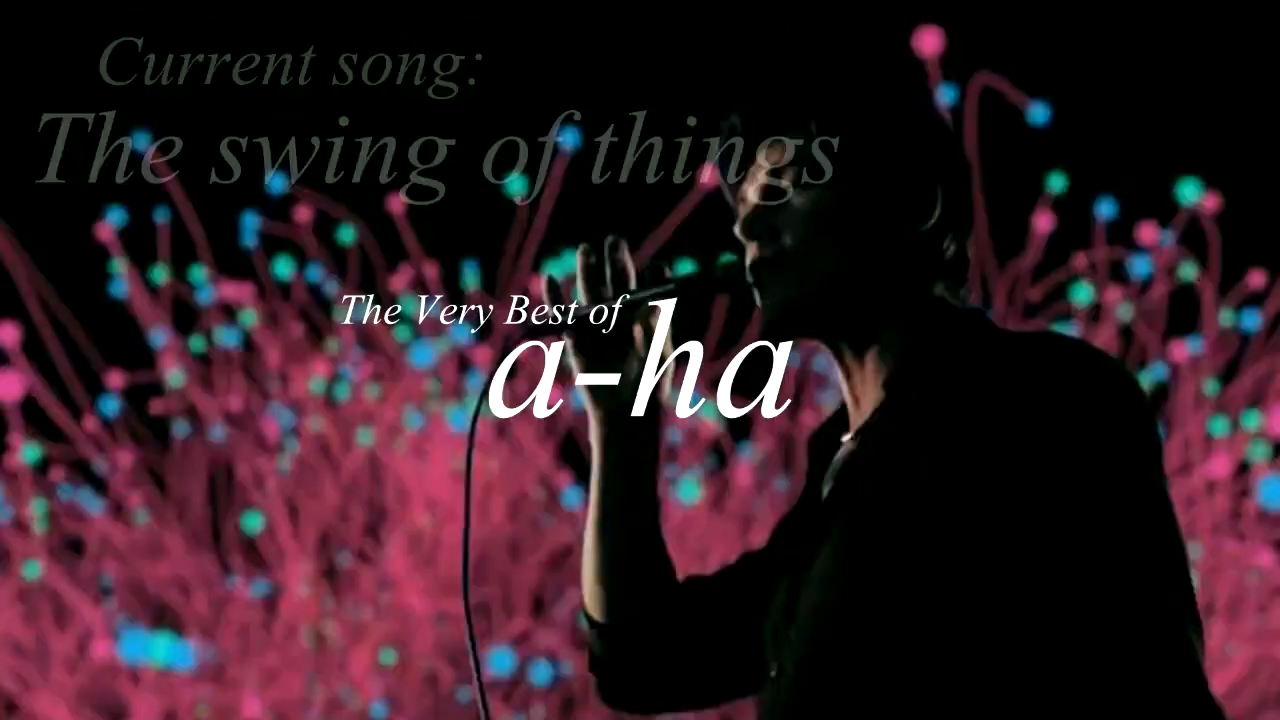 Current song:
The swing of things
The Very Best of
a-ha